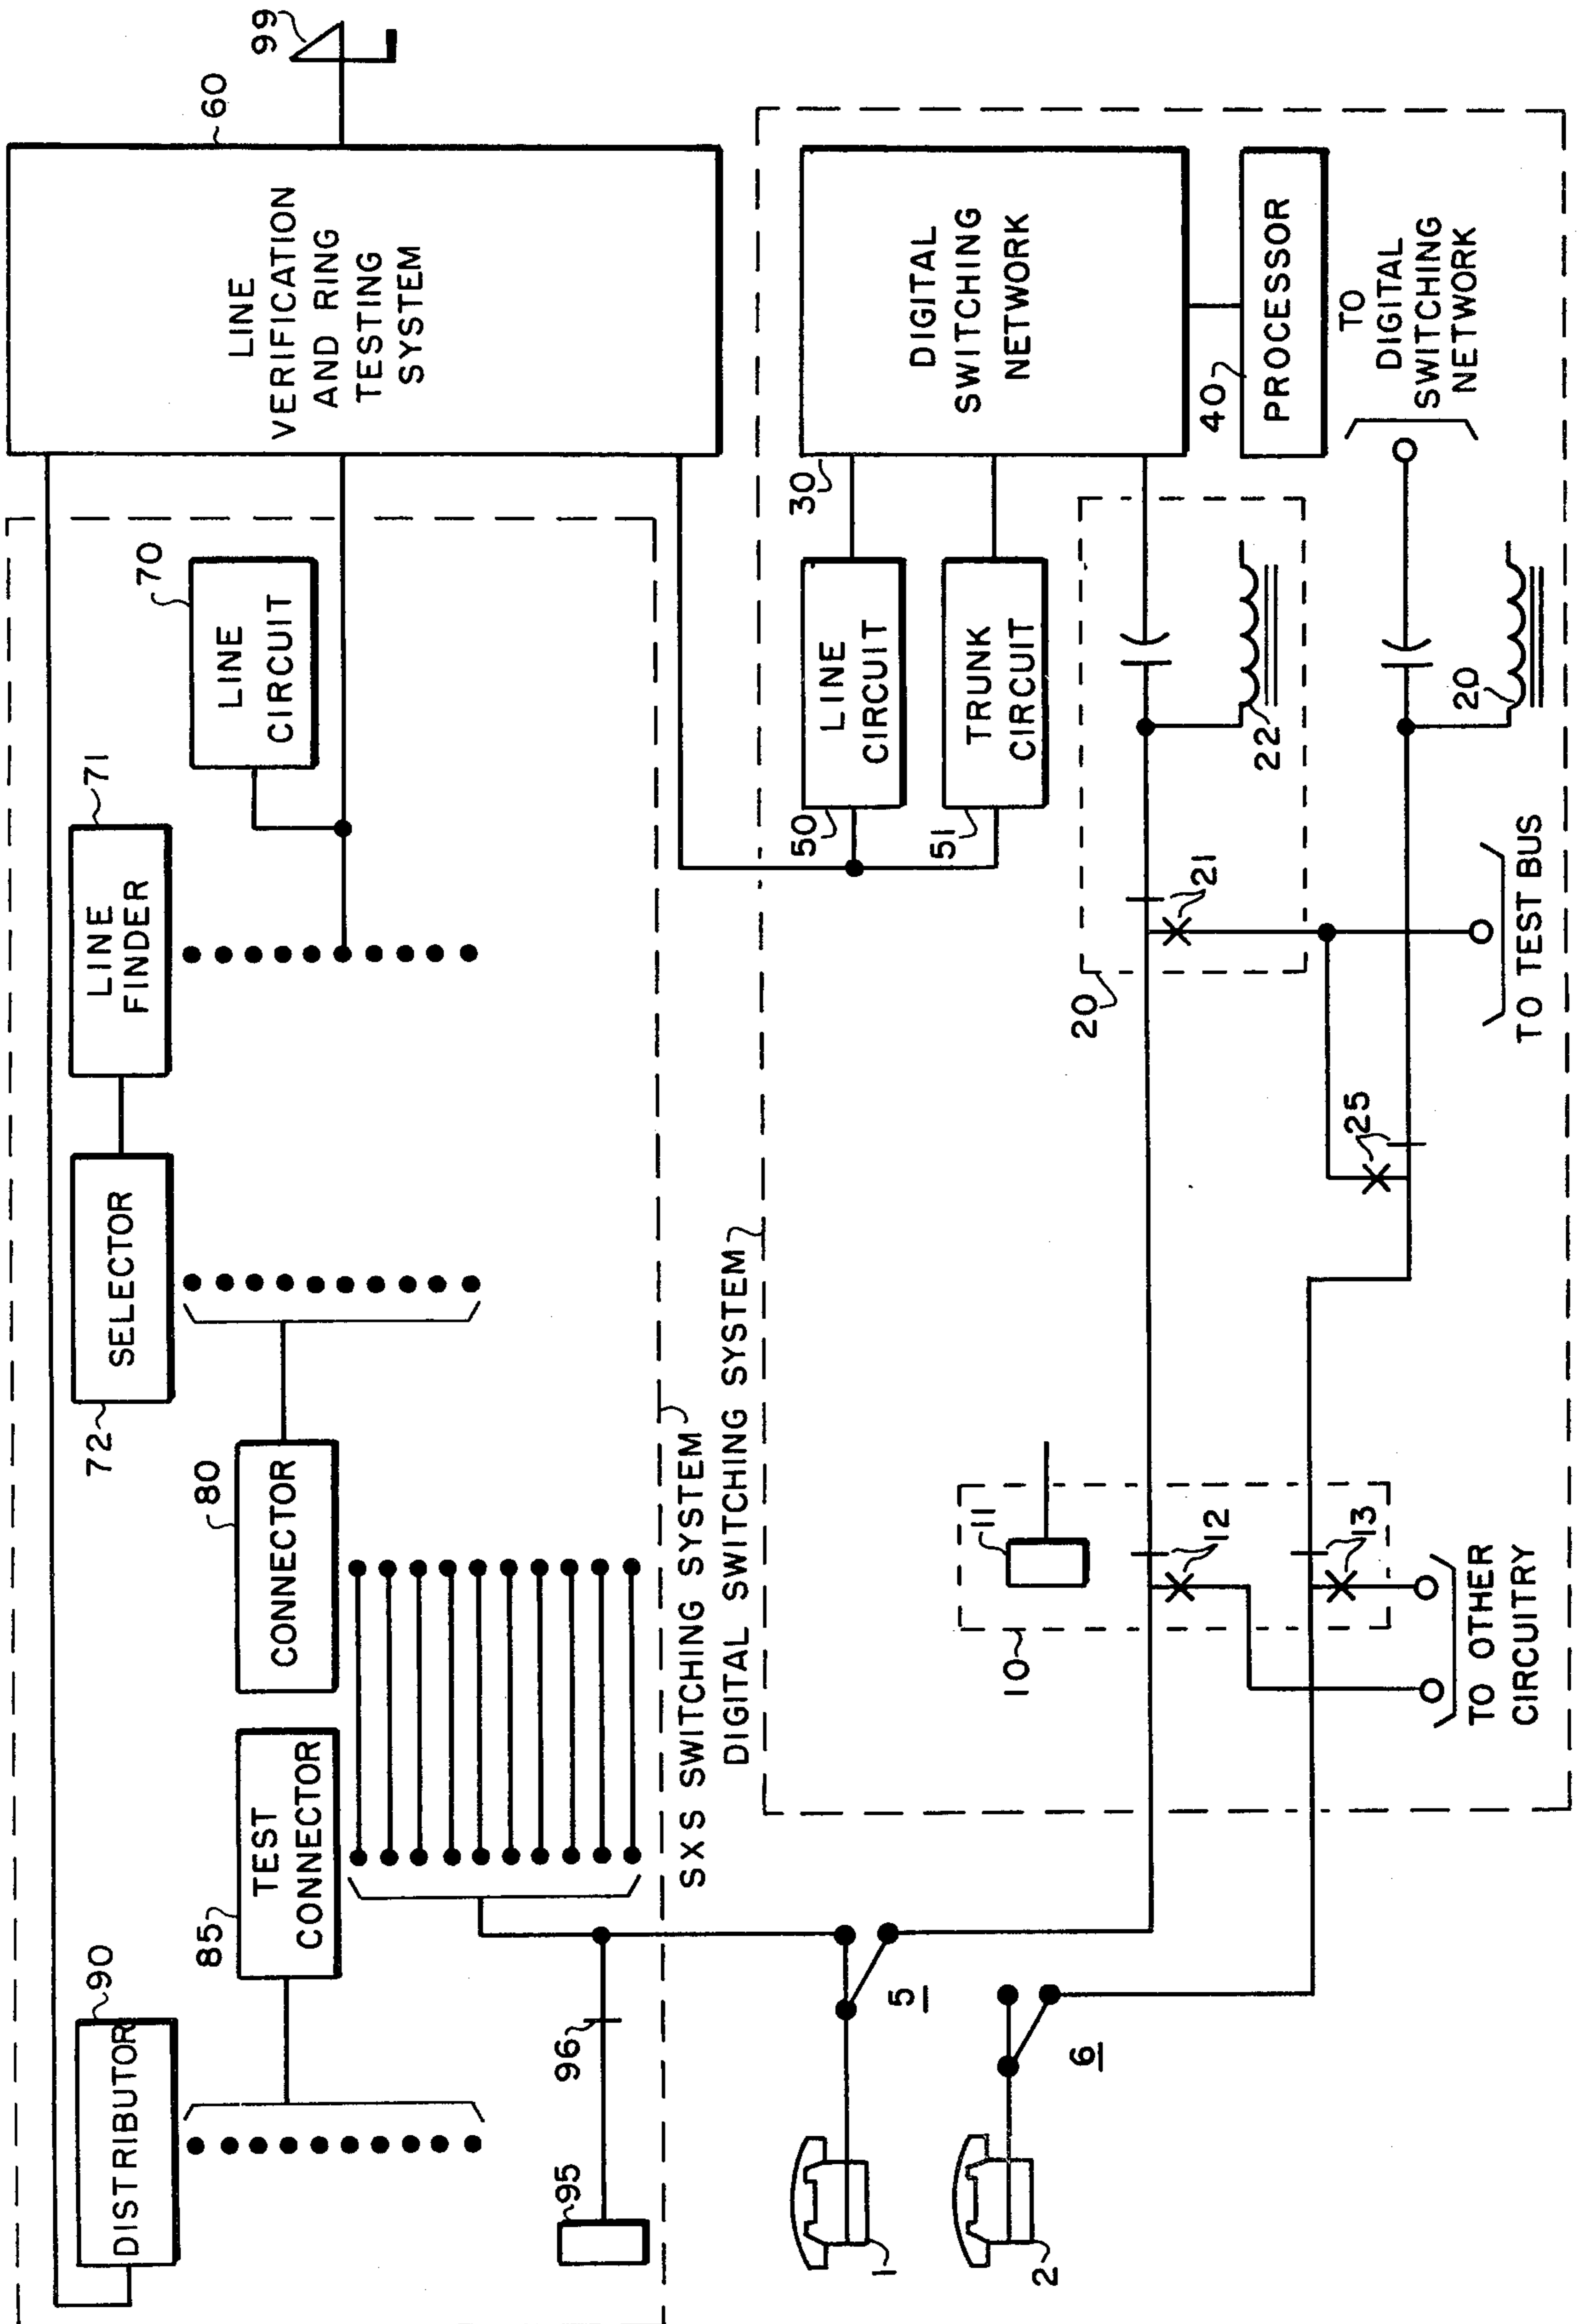 DISTRIBUTOR
90
TEST
CONNECTOR
85
CONNECTOR
80
SELECTOR
72
LINE
FINDER
71
LINE
CIRCUIT
70
LINE
VERIFICATION
AND RING
TESTING
SYSTEM
60
99
95
96
SXS SWITCHING SYSTEM
DIGITAL SWITCHING SYSTEM
1
2
5
6
10
11
12
13
TO OTHER
CIRCUITRY
20
21
22
25
20
TO TEST BUS
LINE
CIRCUIT
50
TRUNK
CIRCUIT
51
DIGITAL
SWITCHING
NETWORK
30
PROCESSOR
40
TO
DIGITAL
SWITCHING
NETWORK